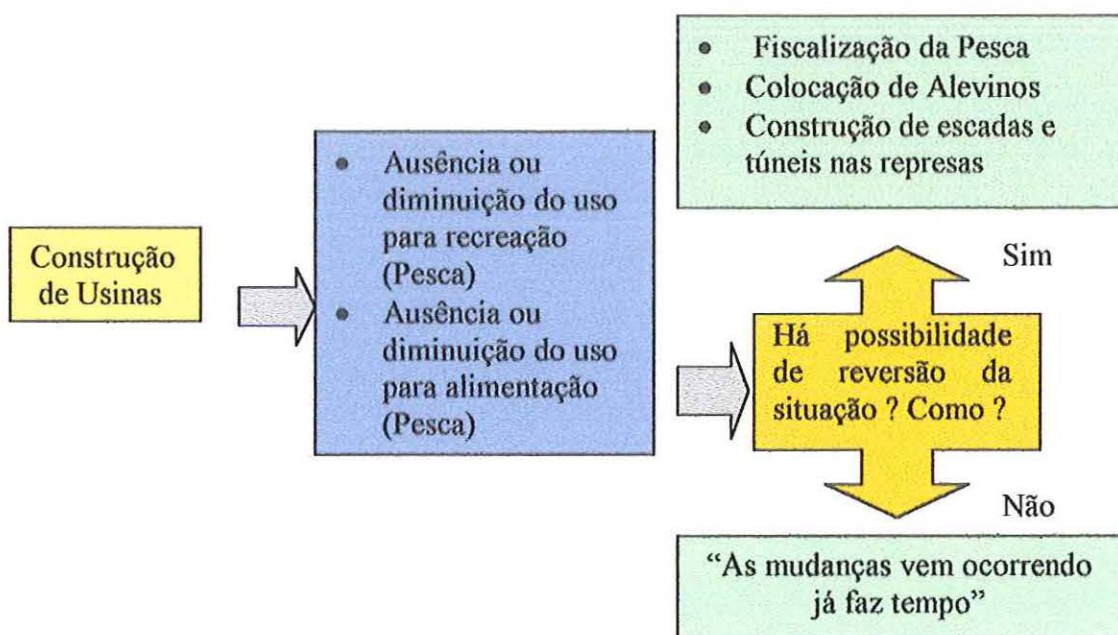 Construção
de Usinas
• Ausência ou
diminuição do uso
para recreação
(Pesca)
• Ausência ou
diminuição do uso
para alimentação
(Pesca)
• Fiscalização da Pesca
• Colocação de Alevinos
• Construção de escadas e
túneis nas represas
Sim
Há possibilidade
de reversão da
situação ? Como ?
Não
“As mudanças vem ocorrendo
já faz tempo”